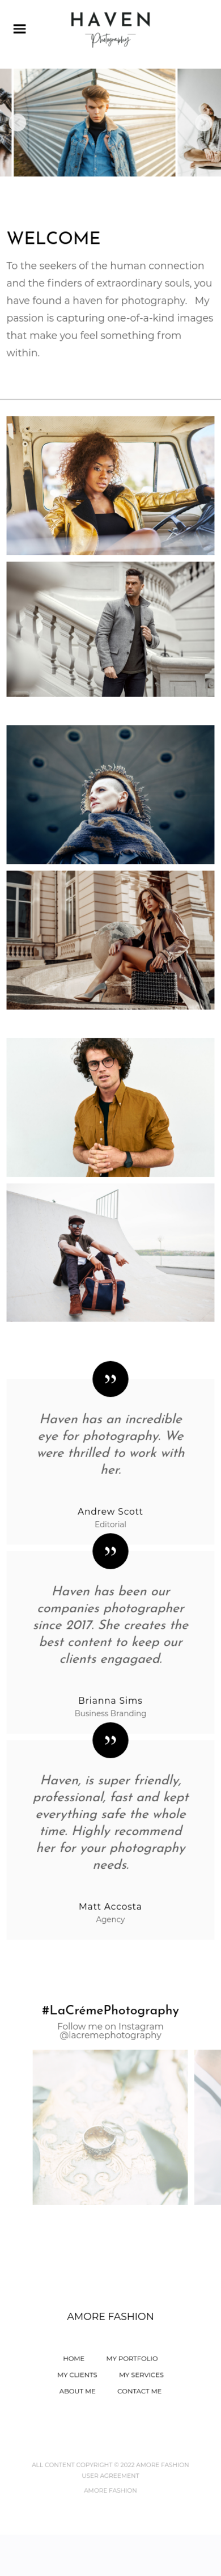 HAVEN
Photography
WELCOME
To the seekers of the human connection
and the finders of extraordinary souls, you
have found a haven for photography. My
passion is capturing one-of-a-kind images
that make you feel something from
within.
”
Haven has an incredible
eye for photography. We
were thrilled to work with
her.
Andrew Scott
Editorial
”
Haven has been our
companies photographer
since 2017. She creates the
best content to keep our
clients engagaed.
Brianna Sims
Business Branding
”
Haven, is super friendly,
professional, fast and kept
everything safe the whole
time. Highly recommend
her for your photography
needs.
Matt Accosta
Agency
#LaCrémePhotography
Follow me on Instagram
@lacremephotography
AMORE FASHION
HOME MY PORTFOLIO
MY CLIENTS MY SERVICES
ABOUT ME CONTACT ME
ALL CONTENT COPYRIGHT © 2022 AMORE FASHION
USER AGREEMENT
AMORE FASHION